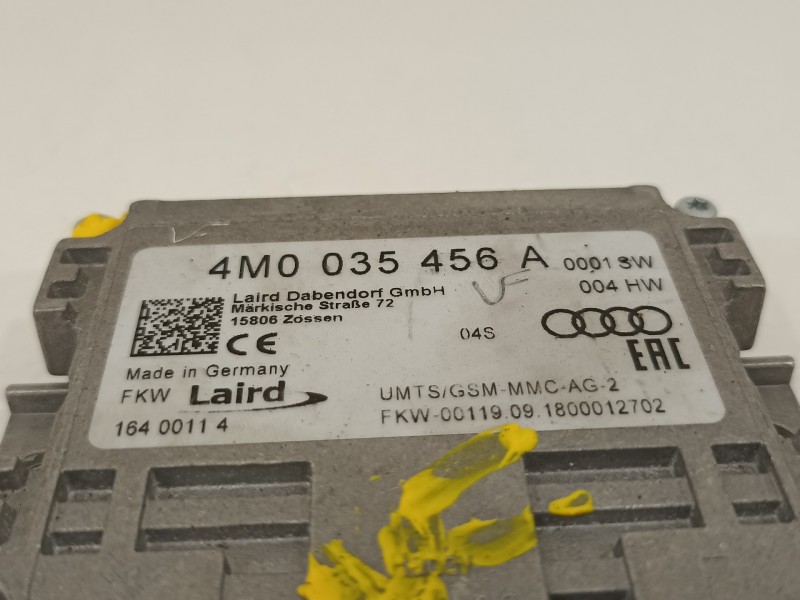 4M0 035 456 A
0001 SW
004 HW
Laird Dabendorf GmbH
Märkische Straße 72
15806 Zossen
VF
04S
CE
EAC
Made in Germany
FKW Laird
UMTS/GSM-MMC-AG-2
164 0011 4
FKW-00119.09.1800012702